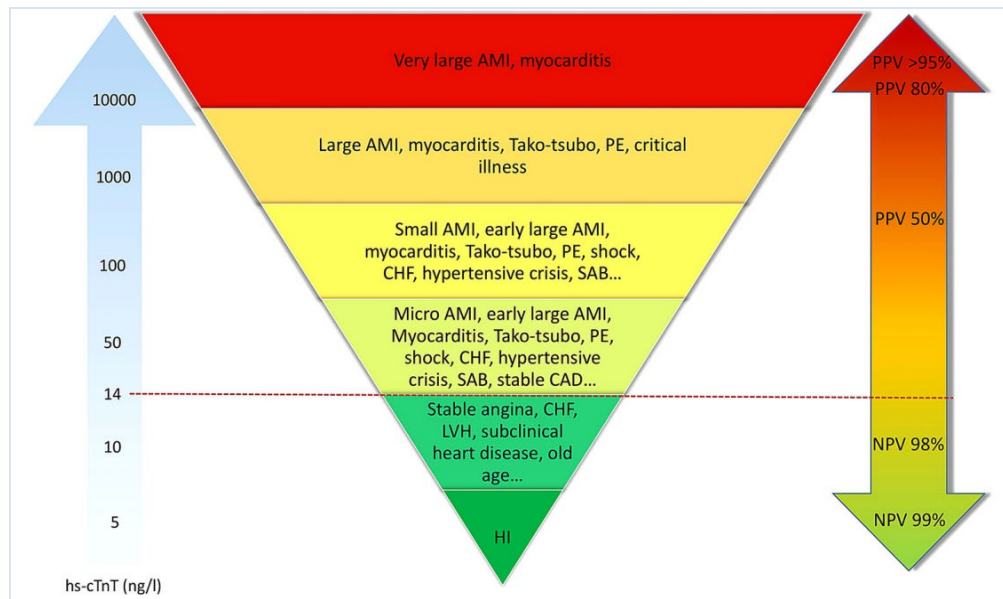 10000
1000
100
50
14
10
5
hs-cTnT (ng/l)
Very large AMI, myocarditis
Large AMI, myocarditis, Tako-tsubo, PE, critical
illness
Small AMI, early large AMI,
myocarditis, Tako-tsubo, PE, shock,
CHF, hypertensive crisis, SAB...
Micro AMI, early large AMI,
Myocarditis, Tako-tsubo, PE,
shock, CHF, hypertensive
crisis, SAB, stable CAD...
Stable angina, CHF,
LVH, subclinical
heart disease, old
age...
HI
PPV >95%
PPV 80%
PPV 50%
NPV 98%
NPV 99%